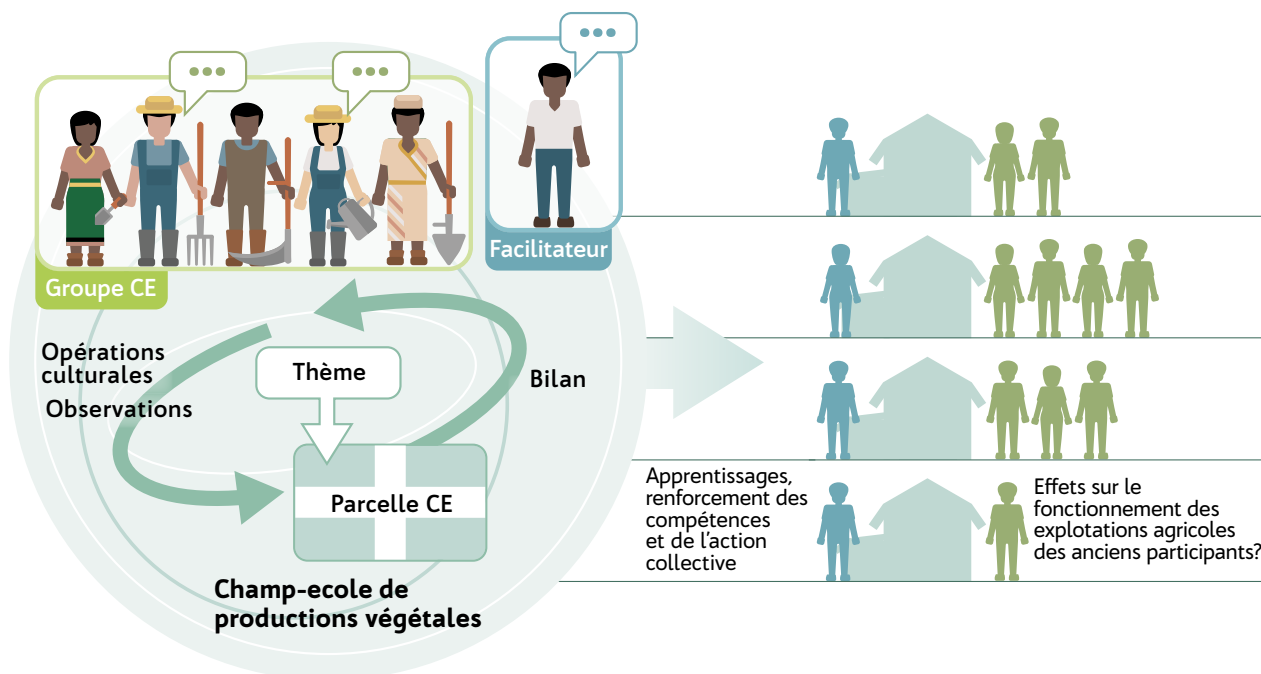 Facilitateur
Groupe CE
Opérations
culturales
Observations
Thème
Bilan
Parcelle CE
Champ-ecole de
productions végétales
Apprentissages,
renforcement des
compétences
et de l'action
collective
Effets sur le
fonctionnement des
explotations agricoles
des anciens participants?